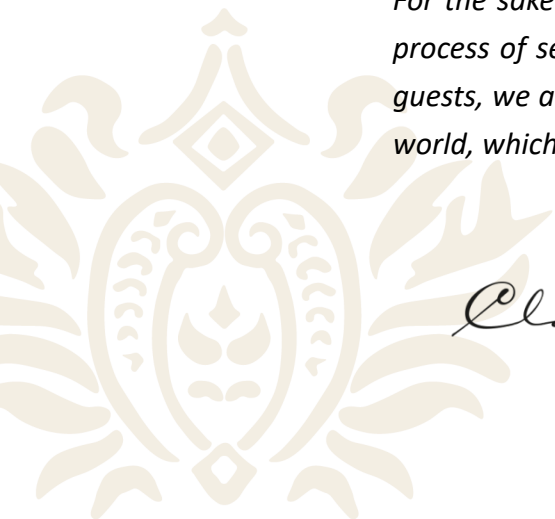 For the sake
process of se
guests, we a
world, which